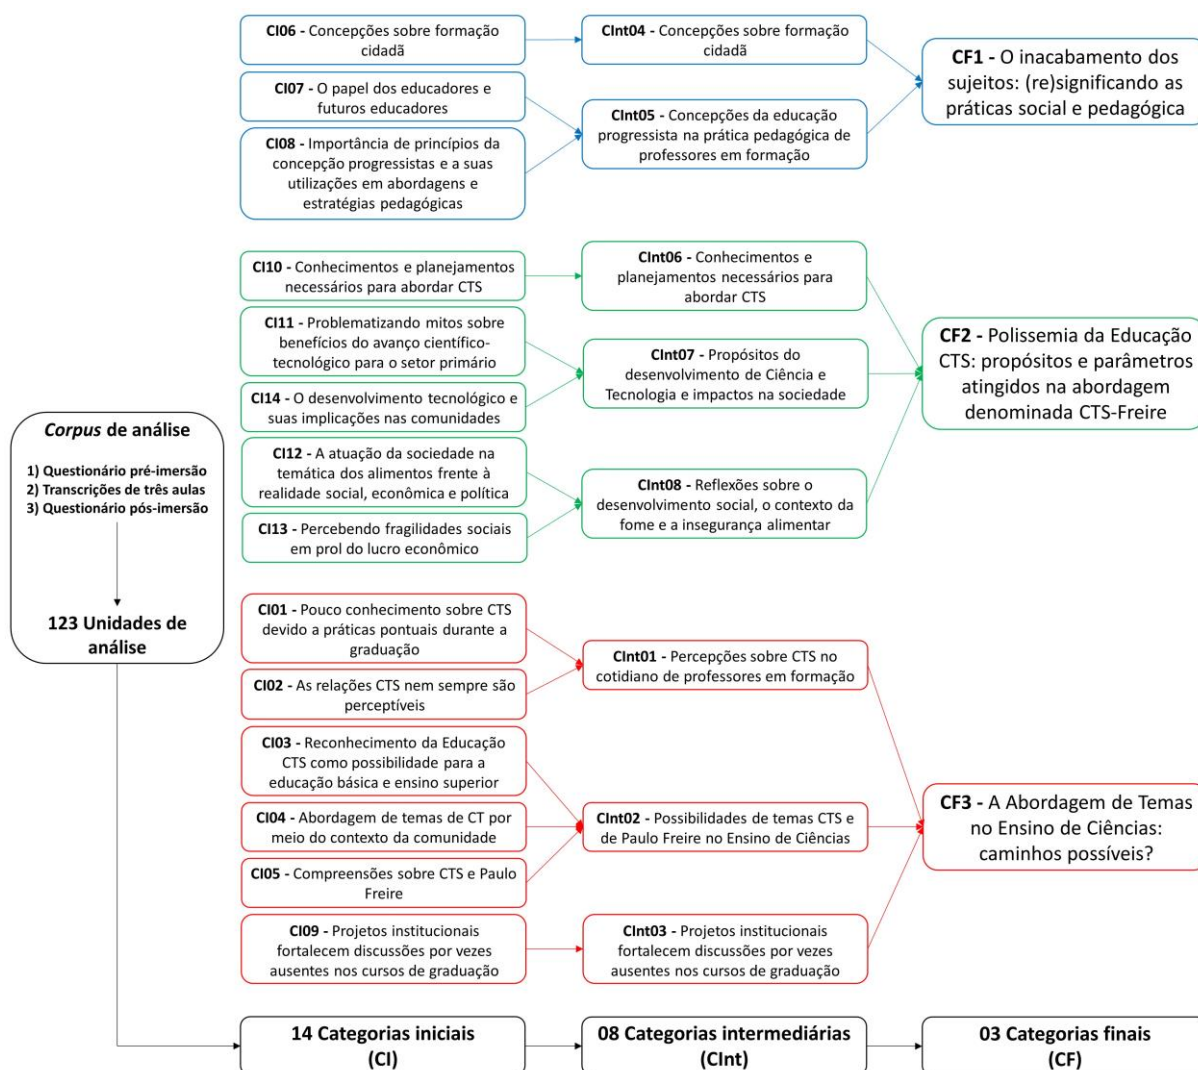 CI06 - Concepções sobre formação
cidadã
CInt04 - Concepções sobre formação
cidadã
CF1 - O inacabamento dos
sujeitos: (re)significando as
práticas social e pedagógica
CI07 - O papel dos educadores e
futuros educadores
CInt05 - Concepções da educação
progressista na prática pedagógica de
professores em formação
CI08 - Importância de princípios da
concepção progressistas e a suas
utilizações em abordagens e
estratégias pedagógicas
CI10 - Conhecimentos e planejamentos
necessários para abordar CTS
CInt06 - Conhecimentos e
planejamentos necessários para
abordar CTS
CI11 - Problematizando mitos sobre
benefícios do avanço científico-
tecnológico para o setor primário
CInt07 - Propósitos do
desenvolvimento de Ciência e
Tecnologia e impactos na sociedade
CF2 - Polissemia da Educação
CTS: propósitos e parâmetros
atingidos na abordagem
denominada CTS-Freire
CI14 - O desenvolvimento tecnológico e
suas implicações nas comunidades
CI12 - A atuação da sociedade na
temática dos alimentos frente à
realidade social, econômica e política
CInt08 - Reflexões sobre o
desenvolvimento social, o contexto da
fome e a insegurança alimentar
CI13 - Percebendo fragilidades sociais
em prol do lucro econômico
Corpus de análise
1) Questionário pré-imersão
2) Transcrições de três aulas
3) Questionário pós-imersão
123 Unidades de
análise
CI01 - Pouco conhecimento sobre CTS
devido a práticas pontuais durante a
graduação
CInt01 - Percepções sobre CTS no
cotidiano de professores em formação
CI02 - As relações CTS nem sempre são
perceptíveis
CI03 - Reconhecimento da Educação
CTS como possibilidade para a
educação básica e ensino superior
CI04 - Abordagem de temas de CT por
meio do contexto da comunidade
CInt02 - Possibilidades de temas CTS e
de Paulo Freire no Ensino de Ciências
CF3 - A Abordagem de Temas
no Ensino de Ciências:
caminhos possíveis?
CI05 - Compreensões sobre CTS e Paulo
Freire
CI09 - Projetos institucionais
fortalecem discussões por vezes
ausentes nos cursos de graduação
CInt03 - Projetos institucionais
fortalecem discussões por vezes
ausentes nos cursos de graduação
14 Categorias iniciais
(CI)
08 Categorias intermediárias
(CInt)
03 Categorias finais
(CF)